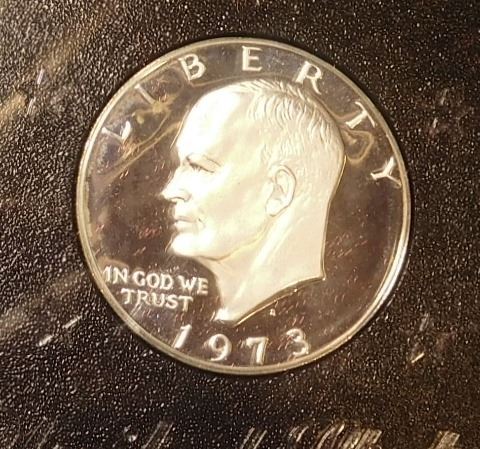 LIBERTY
IN GOD WE
TRUST
1973